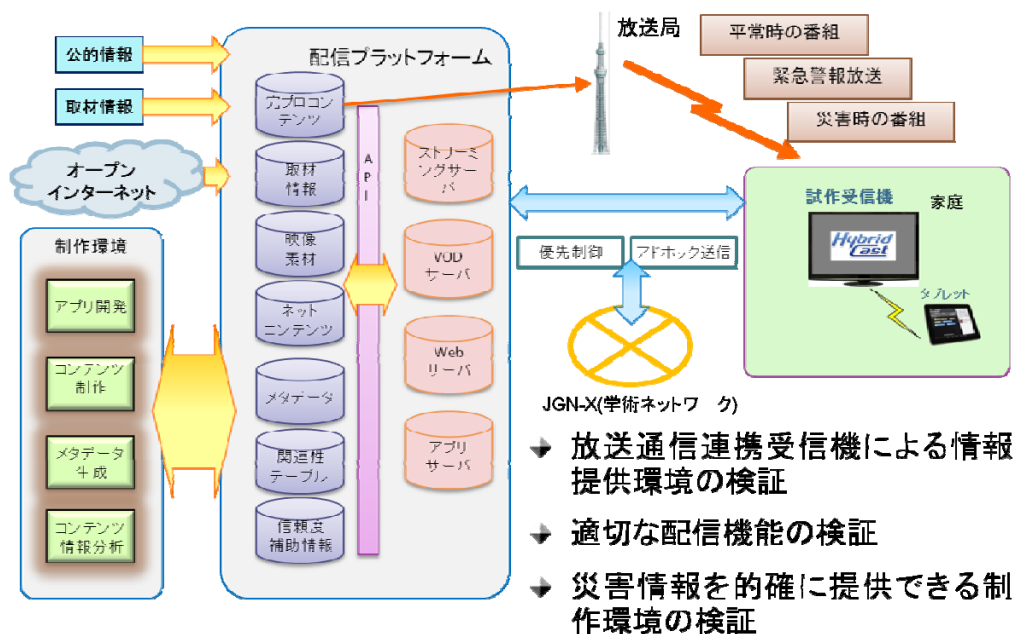 公的情報
取材情報
オープン
インターネット
制作環境
アプリ開発
コンテンツ
制作
メタデータ
生成
コンテンツ
情報分析
配信プラットフォーム
完プロコン
テンツ
取材
情報
映像
素材
ネット
コンテンツ
メタデータ
関連性
テーブル
信頼度
補助情報
API
ストリーミ
ングサー
バ
VOD
サーバ
Web
サーバ
アプリ
サーバ
放送局
平常時の番組
緊急警報放送
災害時の番組
試作受信機
家庭
Hybrid
Cast
タブレット
優先制御
アドホック送信
JGN-X(学術ネットワーク)
放送通信連携受信機による情報
提供環境の検証
適切な配信機能の検証
災害情報を的確に提供できる制
作環境の検証